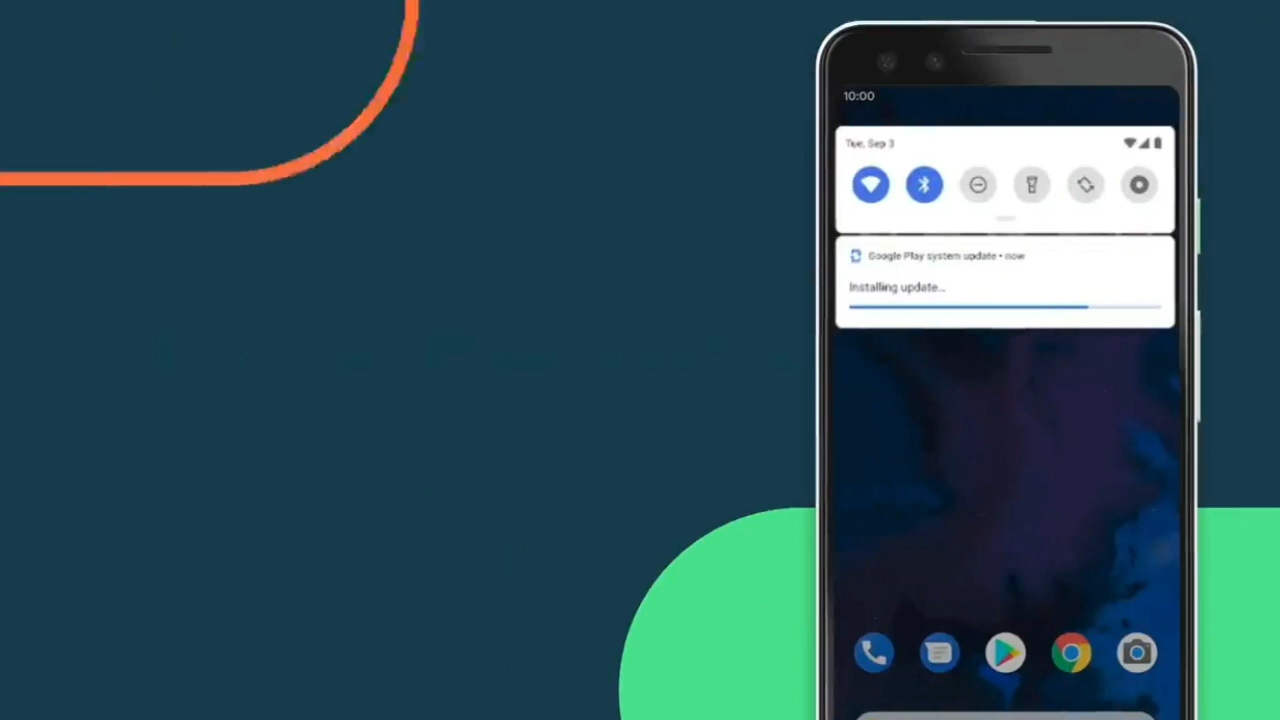 10:00
Tue, Sep 3
Google Play system update • now
Installing update...